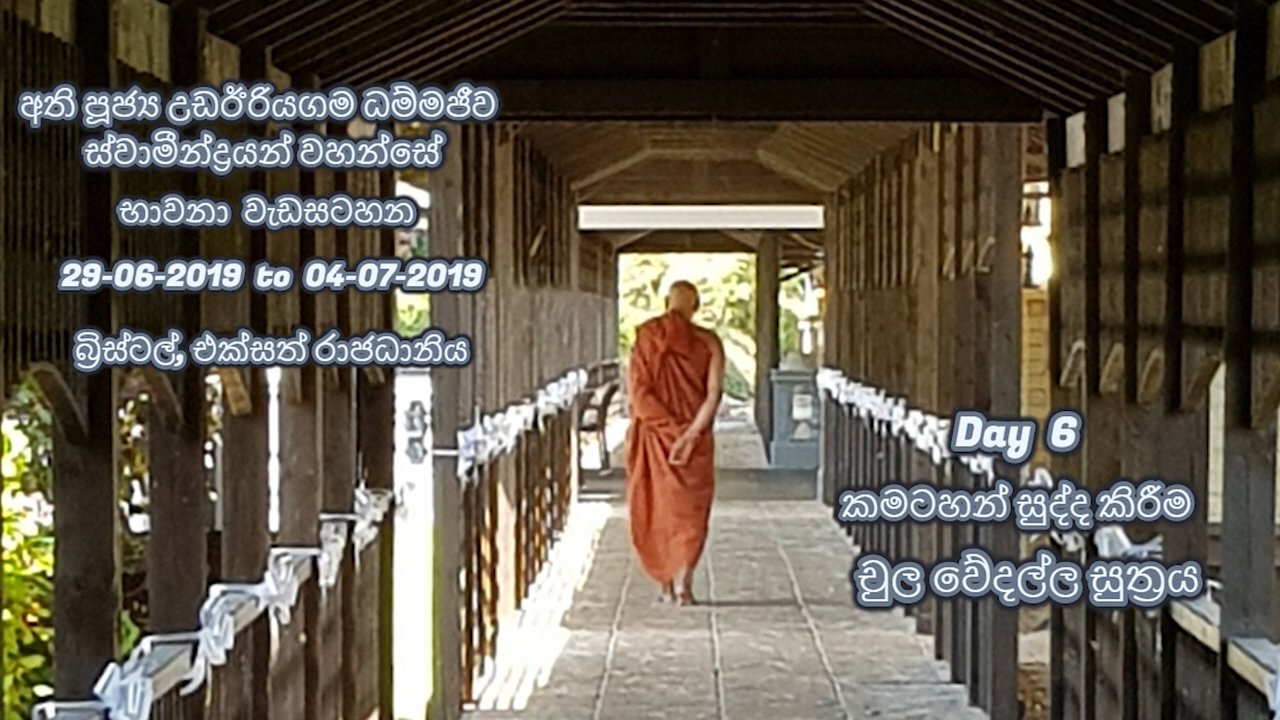 අති පූජ්‍ය උඩඊරියගම ධම්මජීව
ස්වාමීන්ද්‍රයන් වහන්සේ
භාවනා වැඩසටහන
29-06-2019 to 04-07-2019
බ්‍රිස්ටල්, එක්සත් රාජධානිය
Day 6
කමටහන් සුද්ද කිරීම
චුල වේදල්ල සුත්‍රය